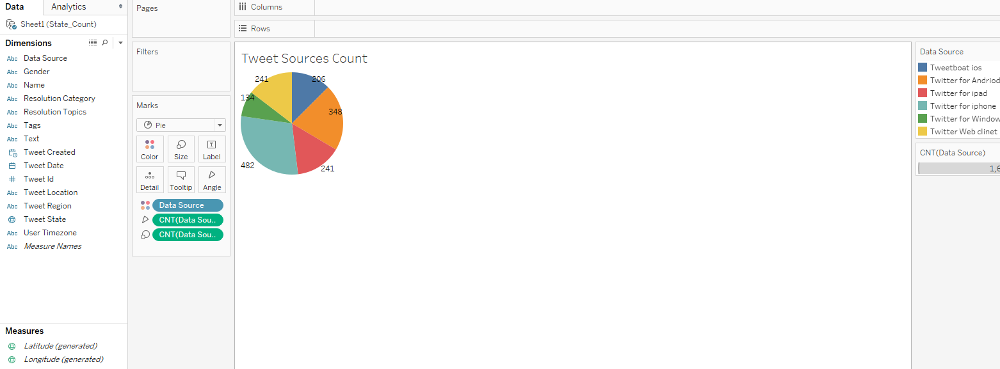 Data
Analytics
Sheet1 (State_Count)
Dimensions
Abc Data Source
Abc Gender
Abc Name
Abc Resolution Category
Abc Resolution Topics
Abc Tags
Abc Text
Tweet Created
Tweet Date
# Tweet Id
Abc Tweet Location
Abc Tweet Region
Tweet State
Abc User Timezone
Abc Measure Names
Measures
Latitude (generated)
Longitude (generated)
Pages
Filters
Marks
Pie
Color Size Label
Detail Tooltip Angle
Data Source
CNT(Data Sou..
CNT(Data Sou..
Columns
Rows
Tweet Sources Count
241
206
134
348
482
241
Data Source
Tweetboat ios
Twitter for Andriod
Twitter for ipad
Twitter for iphone
Twitter for Window
Twitter Web clinet
CNT(Data Source)
1,6